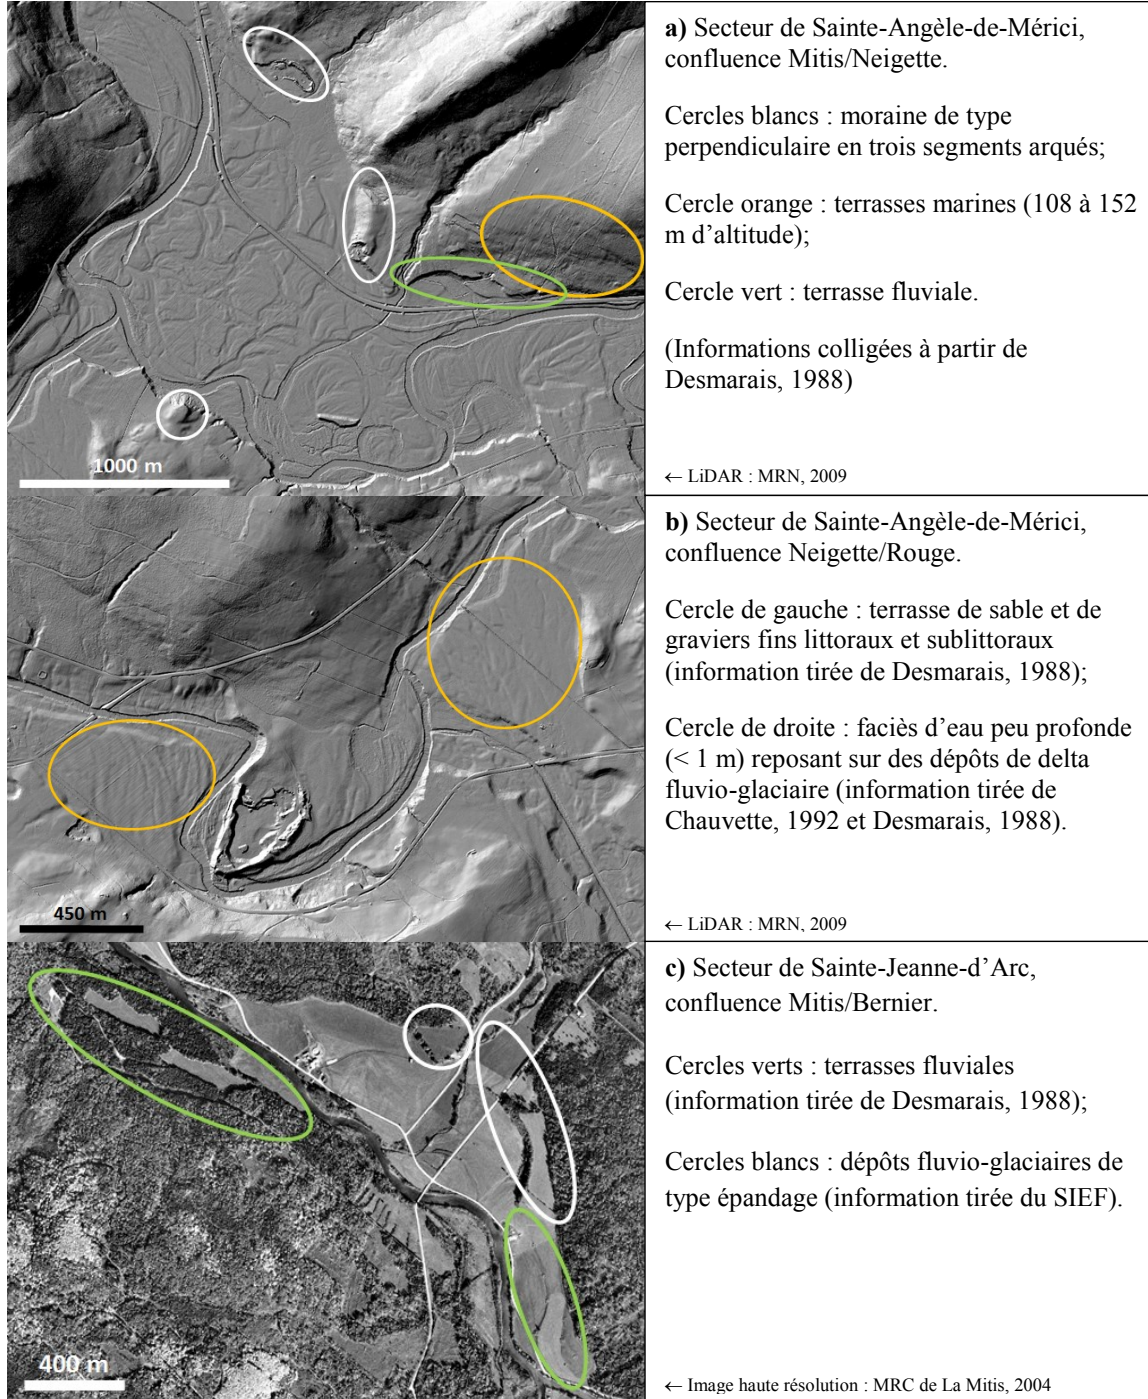 a) Secteur de Sainte-Angèle-de-Mérici,
confluence Mitis/Neigette.
Cercles blancs : moraine de type
perpendiculaire en trois segments arqués;
Cercle orange : terrasses marines (108 à 152
m d’altitude);
Cercle vert : terrasse fluviale.
(Informations colligées à partir de
Desmarais, 1988)
1000 m
← LiDAR : MRN, 2009
b) Secteur de Sainte-Angèle-de-Mérici,
confluence Neigette/Rouge.
Cercle de gauche : terrasse de sable et de
graviers fins littoraux et sublittoraux
(information tirée de Desmarais, 1988);
Cercle de droite : faciès d’eau peu profonde
(< 1 m) reposant sur des dépôts de delta
fluvio-glaciaire (information tirée de
Chauvette, 1992 et Desmarais, 1988).
450 m
← LiDAR : MRN, 2009
c) Secteur de Sainte-Jeanne-d’Arc,
confluence Mitis/Bernier.
Cercles verts : terrasses fluviales
(information tirée de Desmarais, 1988);
Cercles blancs : dépôts fluvio-glaciaires de
type épandage (information tirée du SIEF).
400 m
← Image haute résolution : MRC de La Mitis, 2004